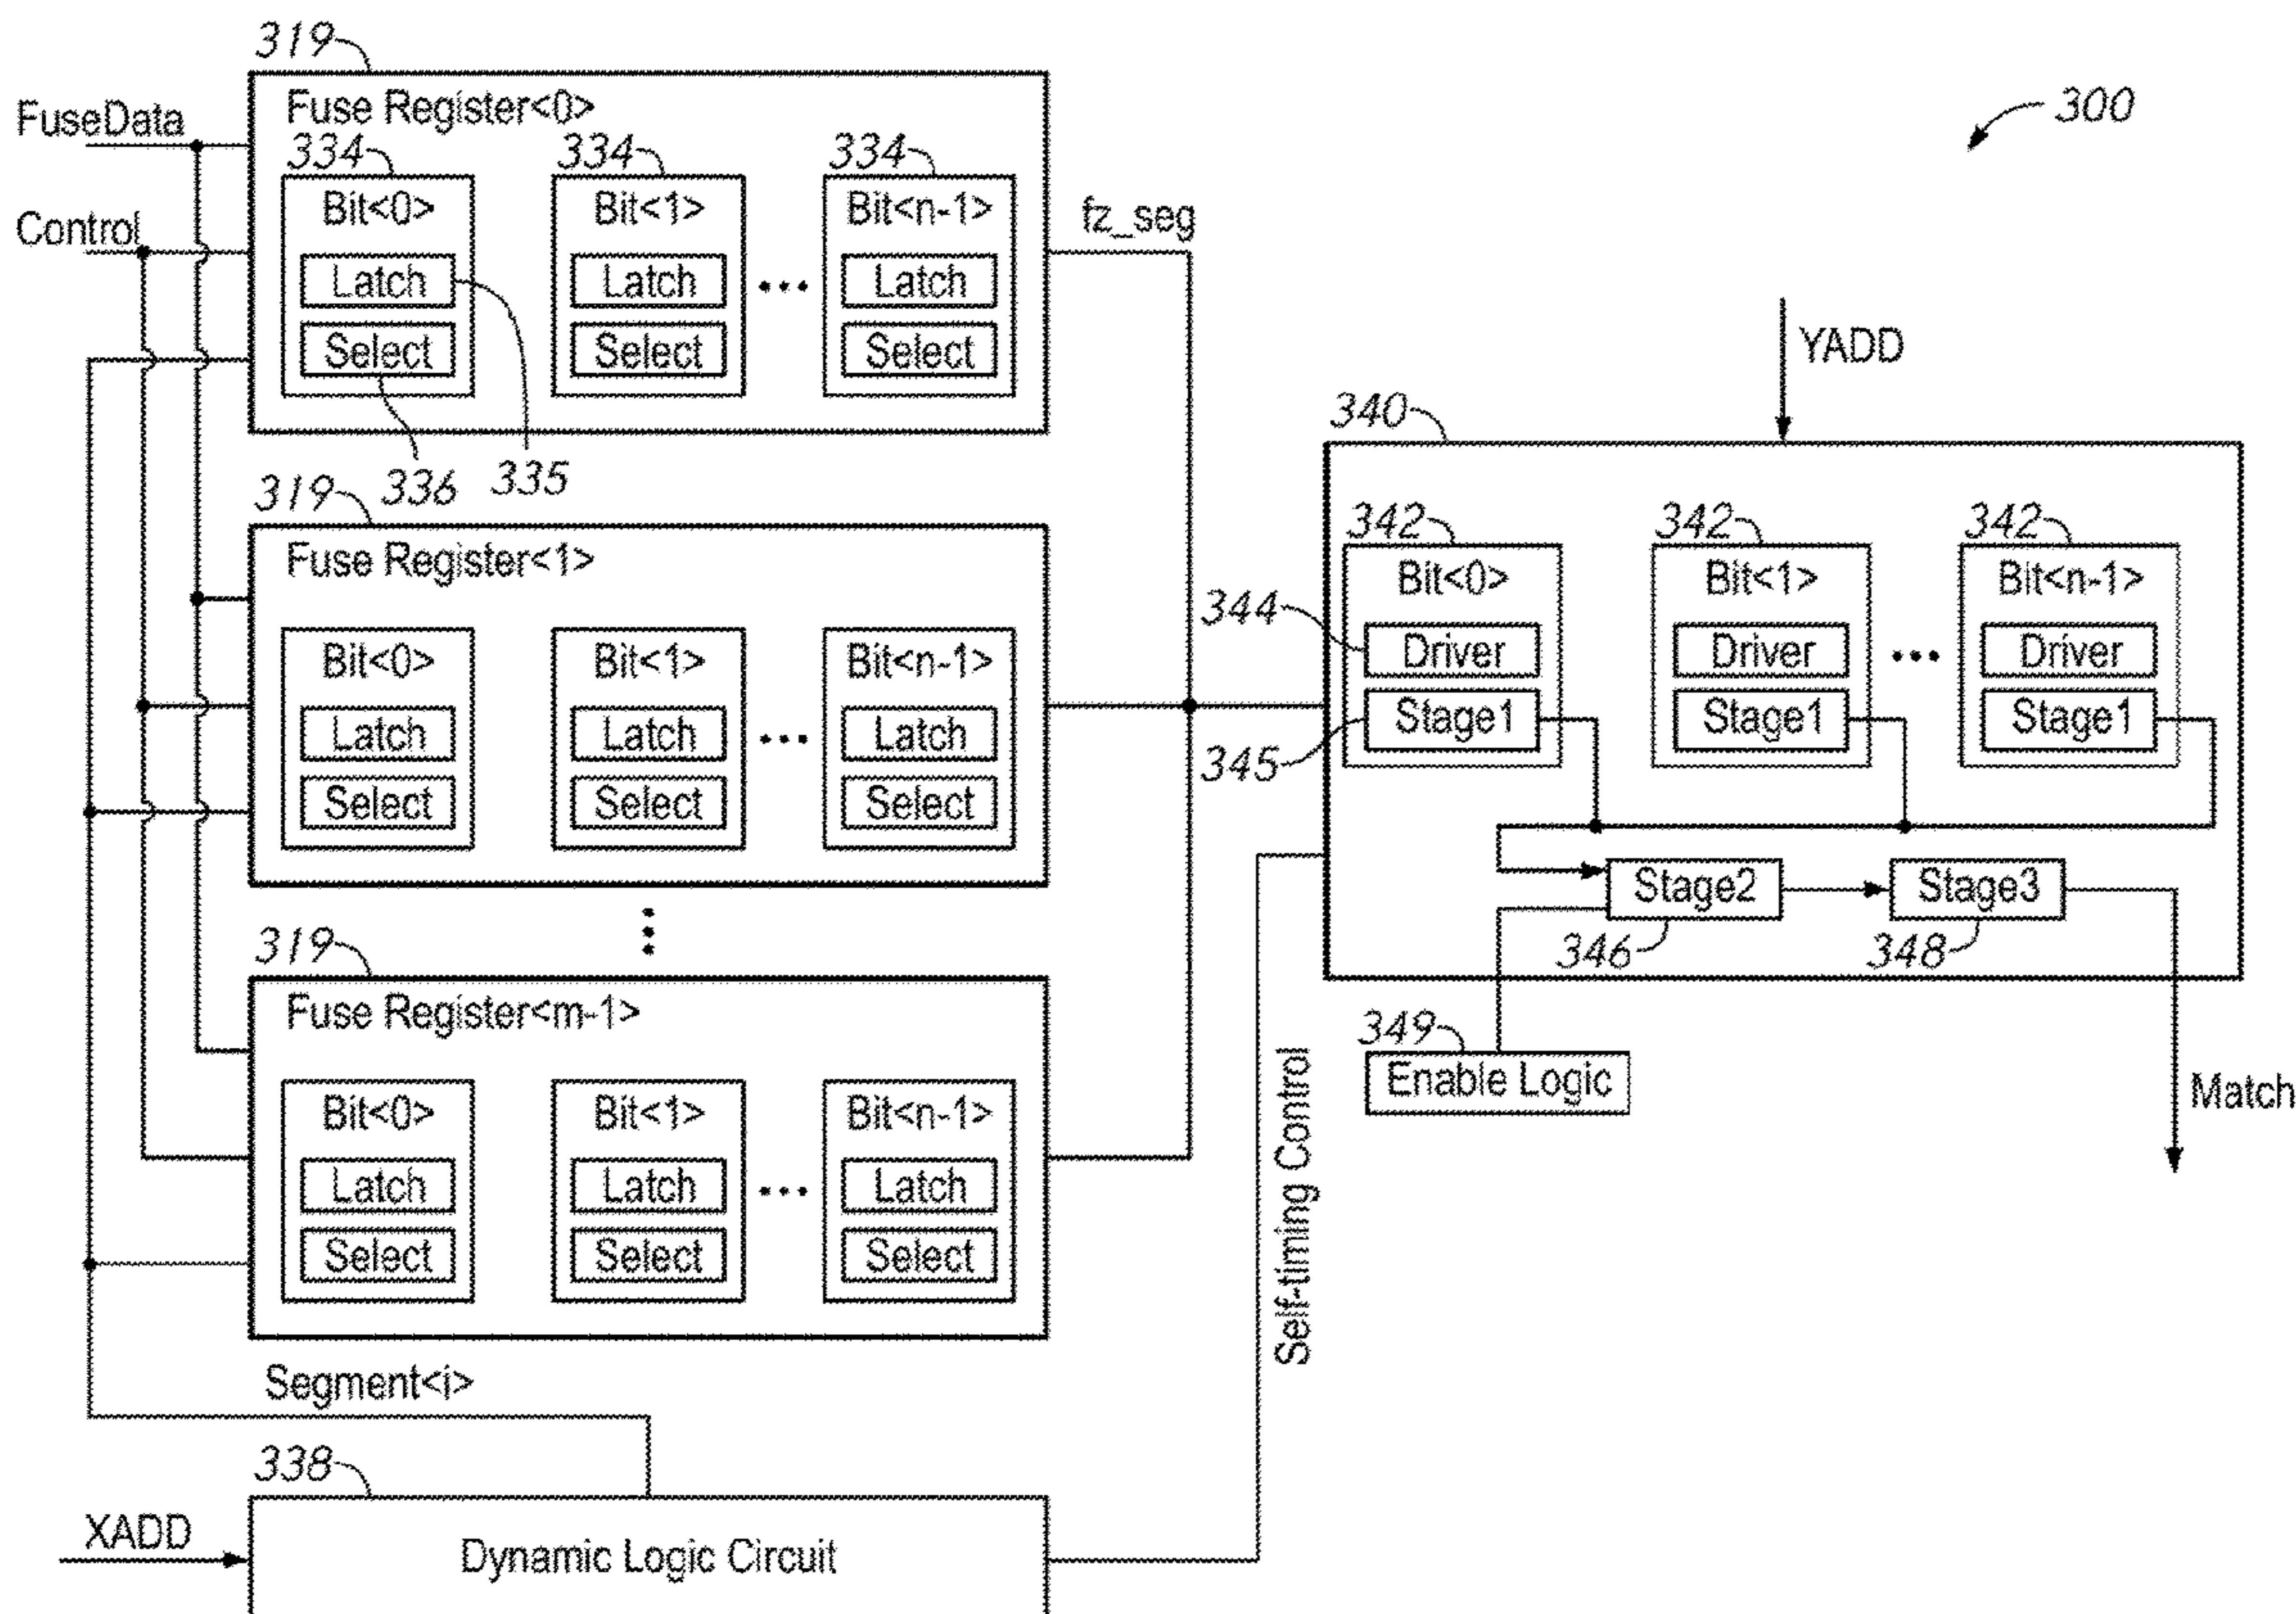 319
300
FuseData
Fuse Register<0>
334
334
334
Bit<0>
Bit<1>
Bit<n-1>
fz_seg
Control
Latch
Latch
...
Latch
Select
Select
Select
YADD
340
336
335
319
342
342
342
Fuse Register<1>
Bit<0>
Bit<1>
Bit<n-1>
344
Driver
Driver
...
Driver
Bit<0>
Bit<1>
Bit<n-1>
Stage1
Stage1
Stage1
345
Latch
Latch
...
Latch
Select
Select
Select
Stage2
Stage3
346
348
319
Fuse Register<m-1>
349
Enable Logic
Match
Bit<0>
Bit<1>
Bit<n-1>
Latch
Latch
...
Latch
Select
Select
Select
Self-timing Control
Segment<i>
338
XADD
Dynamic Logic Circuit